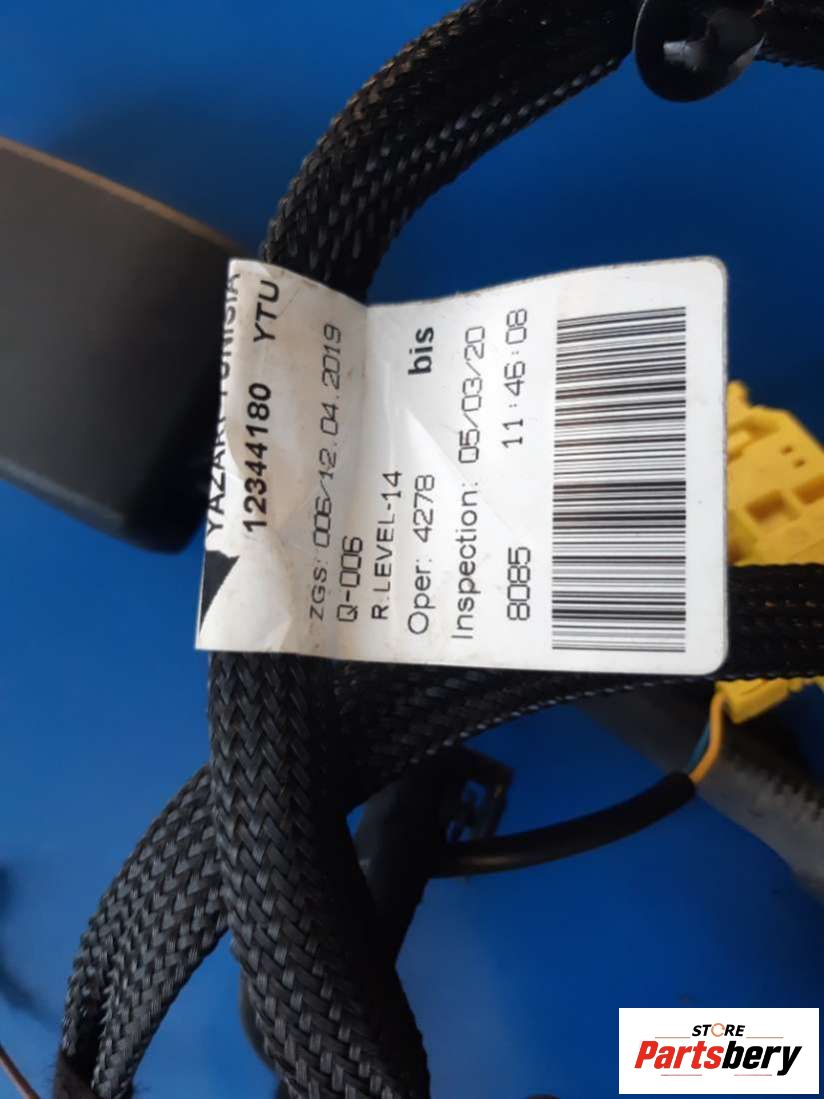 YAZAKI TUNISIA
12344180 YTU
ZGS: 006/12.04.2019
Q-006
R.LEVEL-14
Oper: 4278 bis
Inspection: 05/03/20
8085 11:46:08
STORE
Partsbery